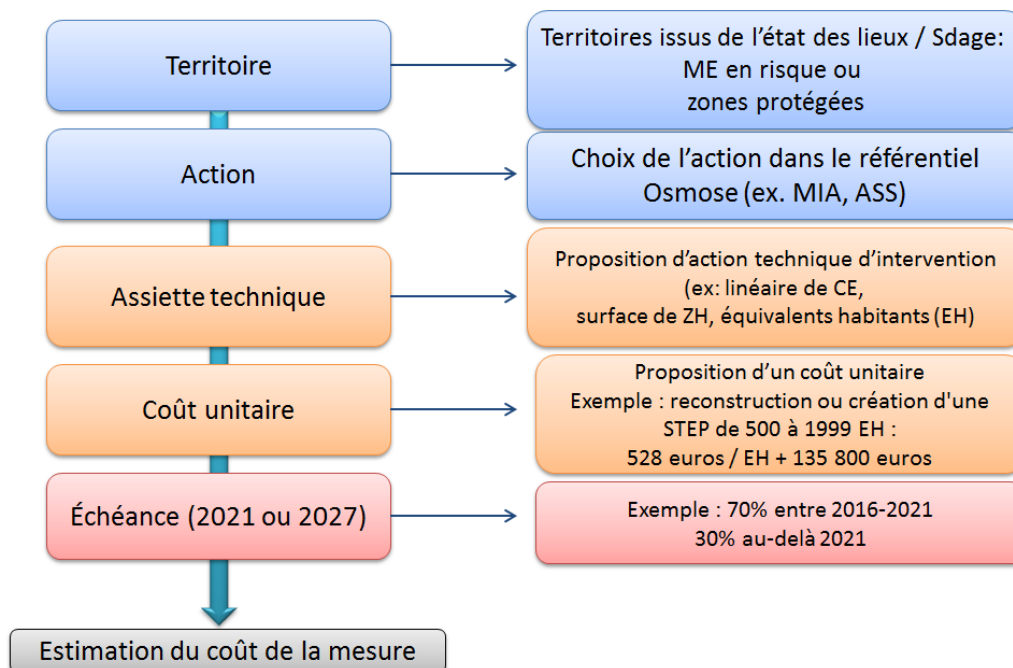 Territoire
Territoires issus de l'état des lieux / Sdage:
ME en risque ou
zones protégées
Action
Choix de l'action dans le référentiel
Osmose (ex. MIA, ASS)
Assiette technique
Proposition d'action technique d'intervention
(ex: linéaire de CE,
surface de ZH, équivalents habitants (EH)
Coût unitaire
Proposition d'un coût unitaire
Exemple : reconstruction ou création d'une
STEP de 500 à 1999 EH :
528 euros / EH + 135 800 euros
Échéance (2021 ou 2027)
Exemple : 70% entre 2016-2021
30% au-delà 2021
Estimation du coût de la mesure